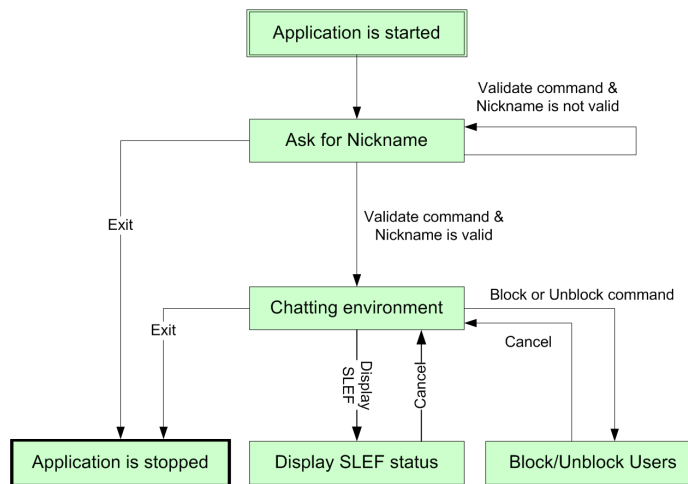 Application is started
Validate command &
Nickname is not valid
Ask for Nickname
Exit
Validate command &
Nickname is valid
Chatting environment
Block or Unblock command
Exit
Display
SLEF
Cancel
Cancel
Application is stopped
Display SLEF status
Block/Unblock Users